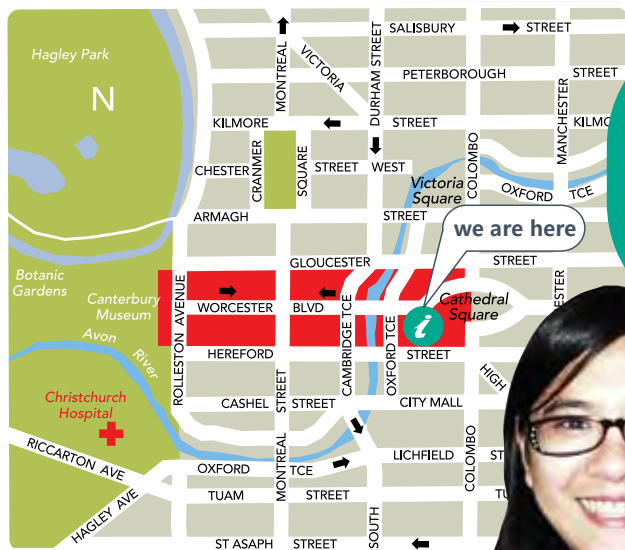 SALISBURY STREET
Hagley Park
VICTORIA
MONTREAL
DURHAM STREET
PETERBOROUGH STREET
N
MANCHESTER
KILMORE STREET
COLOMBO
CRANMER SQUARE
CHESTER STREET WEST
Victoria
Square
OXFORD TCE
ARMAGH STREET
we are here
GLOUCESTER STREET
Botanic
Gardens
Canterbury
Museum
Cathedral
Square
WORCESTER BLVD
ROLLESTON AVENUE
CAMBRIDGE TCE
OXFORD TCE
i
Avon
River
HEREFORD STREET
HIGH
Christchurch
Hospital
MONTREAL STREET
CASHEL STREET
CITY MALL
COLOMBO
RICCARTON AVE
LICHFIELD
OXFORD TCE
TUAM STREET
HAGLEY AVE
SOUTH
ST ASAPH STREET